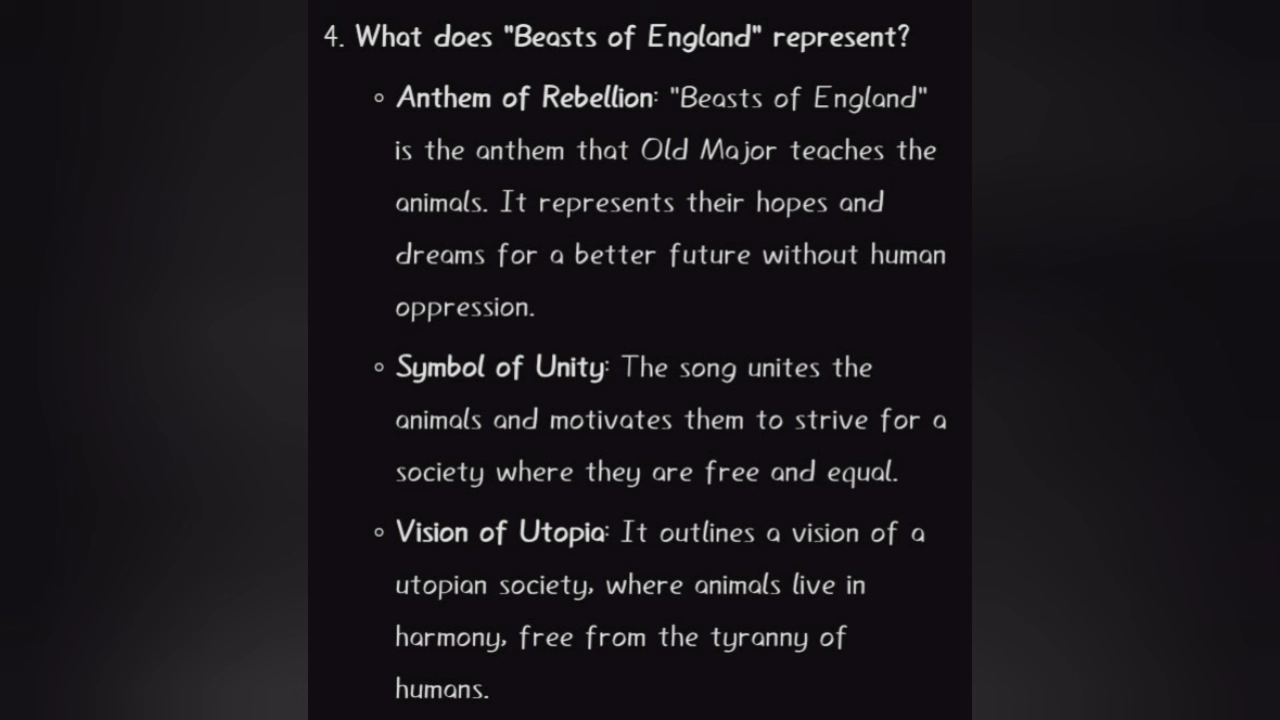 4. What does "Beasts of England" represent?
◦ Anthem of Rebellion: "Beasts of England"
is the anthem that Old Major teaches the
animals. It represents their hopes and
dreams for a better future without human
oppression.
◦ Symbol of Unity: The song unites the
animals and motivates them to strive for a
society where they are free and equal.
◦ Vision of Utopia: It outlines a vision of a
utopian society, where animals live in
harmony, free from the tyranny of
humans.